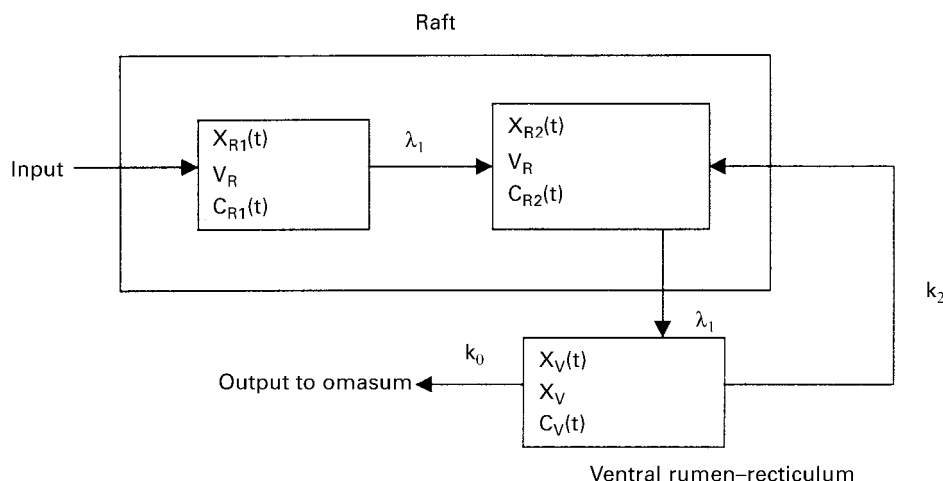 Raft
Input
X_R1(t)
V_R
C_R1(t)
λ_1
X_R2(t)
V_R
C_R2(t)
k_2
λ_1
k_0
Output to omasum
X_V(t)
X_V
C_V(t)
Ventral rumen–recticulum